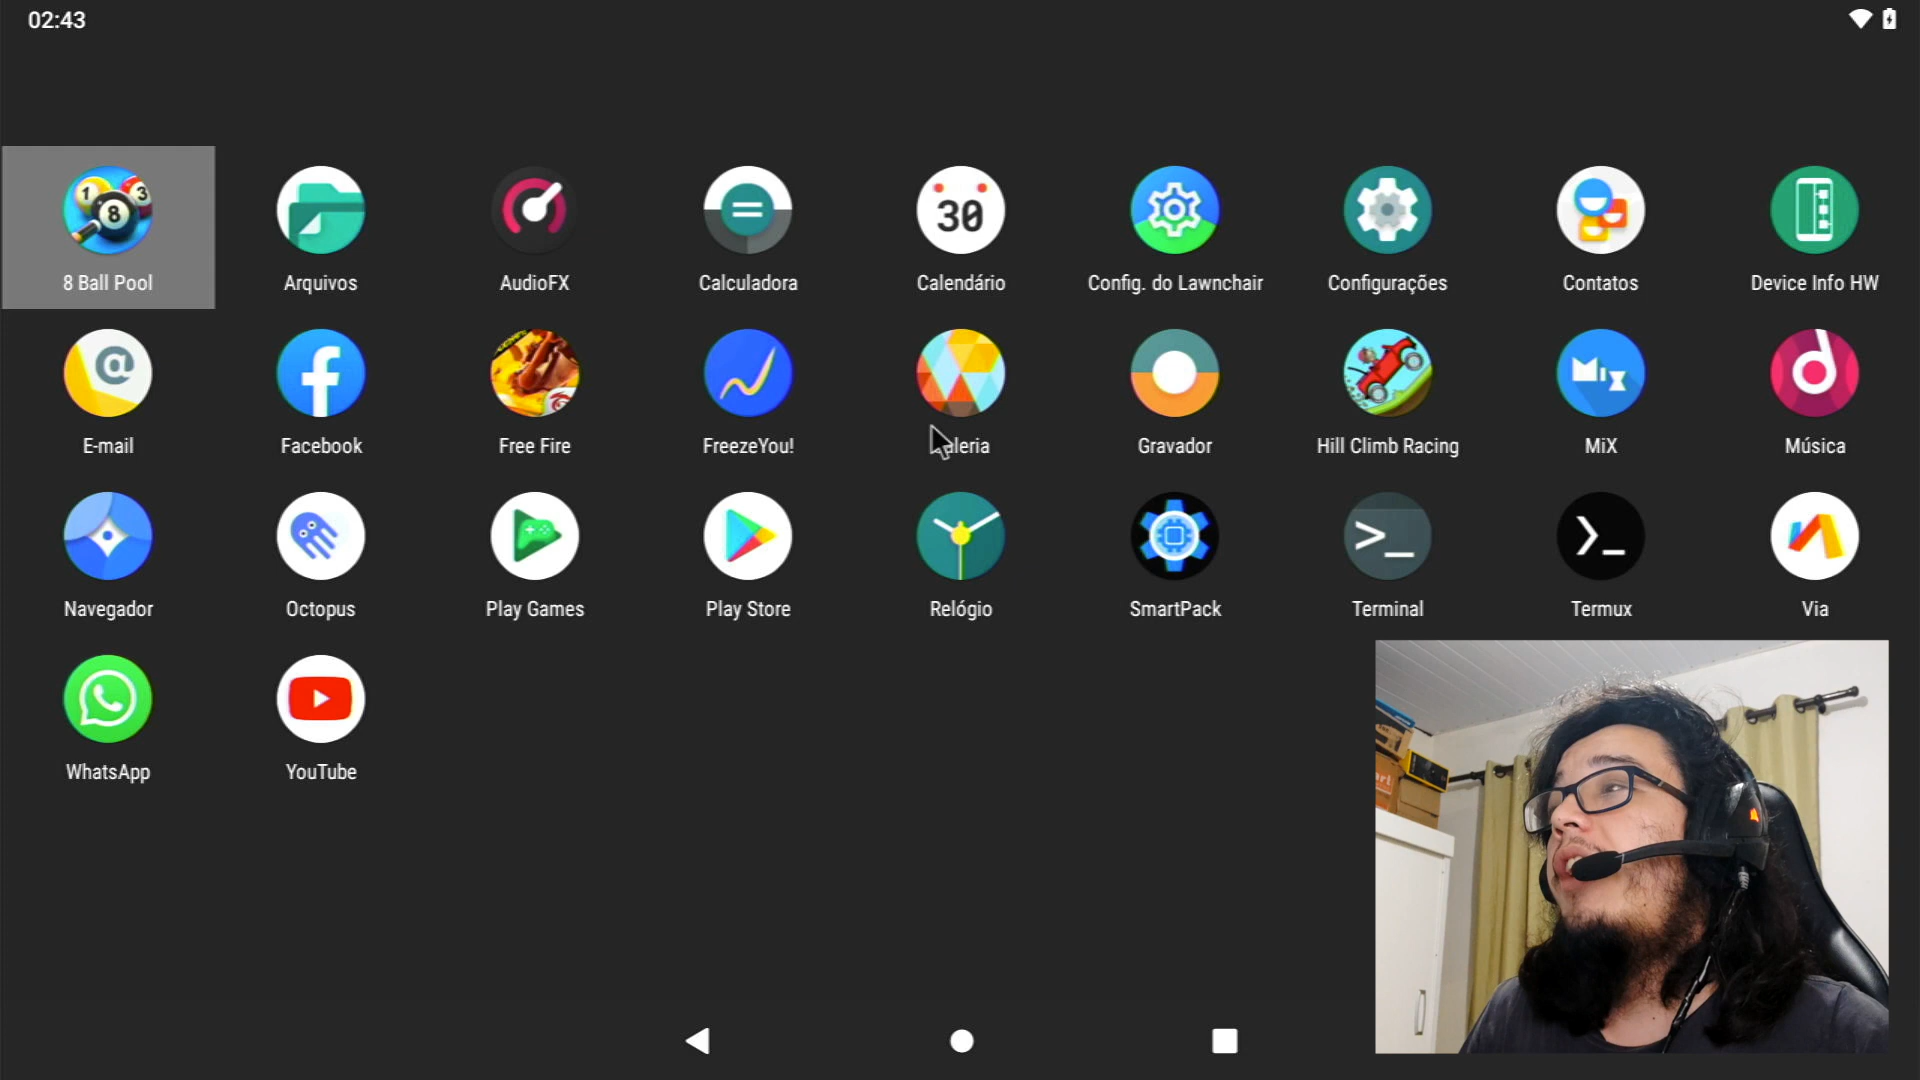 02:43
8 Ball Pool
Arquivos
AudioFX
Calculadora
30
Calendário
Config. do Lawnchair
Configurações
Contatos
Device Info HW
E-mail
Facebook
Free Fire
FreezeYou!
Gravador
Hill Climb Racing
MiX
Música
Navegador
Octopus
Play Games
Play Store
Relógio
SmartPack
Terminal
Termux
Via
WhatsApp
YouTube